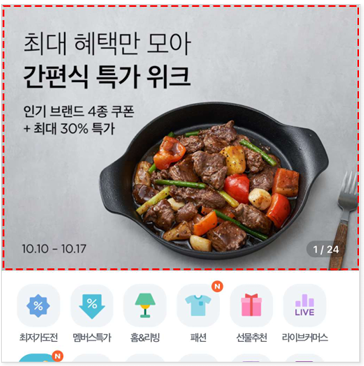 최대 혜택만 모아
간편식 특가 위크
인기 브랜드 4종 쿠폰
+ 최대 30% 특가
10.10 - 10.17
1 / 24
N
N
%
%
LIVE
최저가도전
멤버스특가
홈&리빙
패션
선물추천
라이브커머스